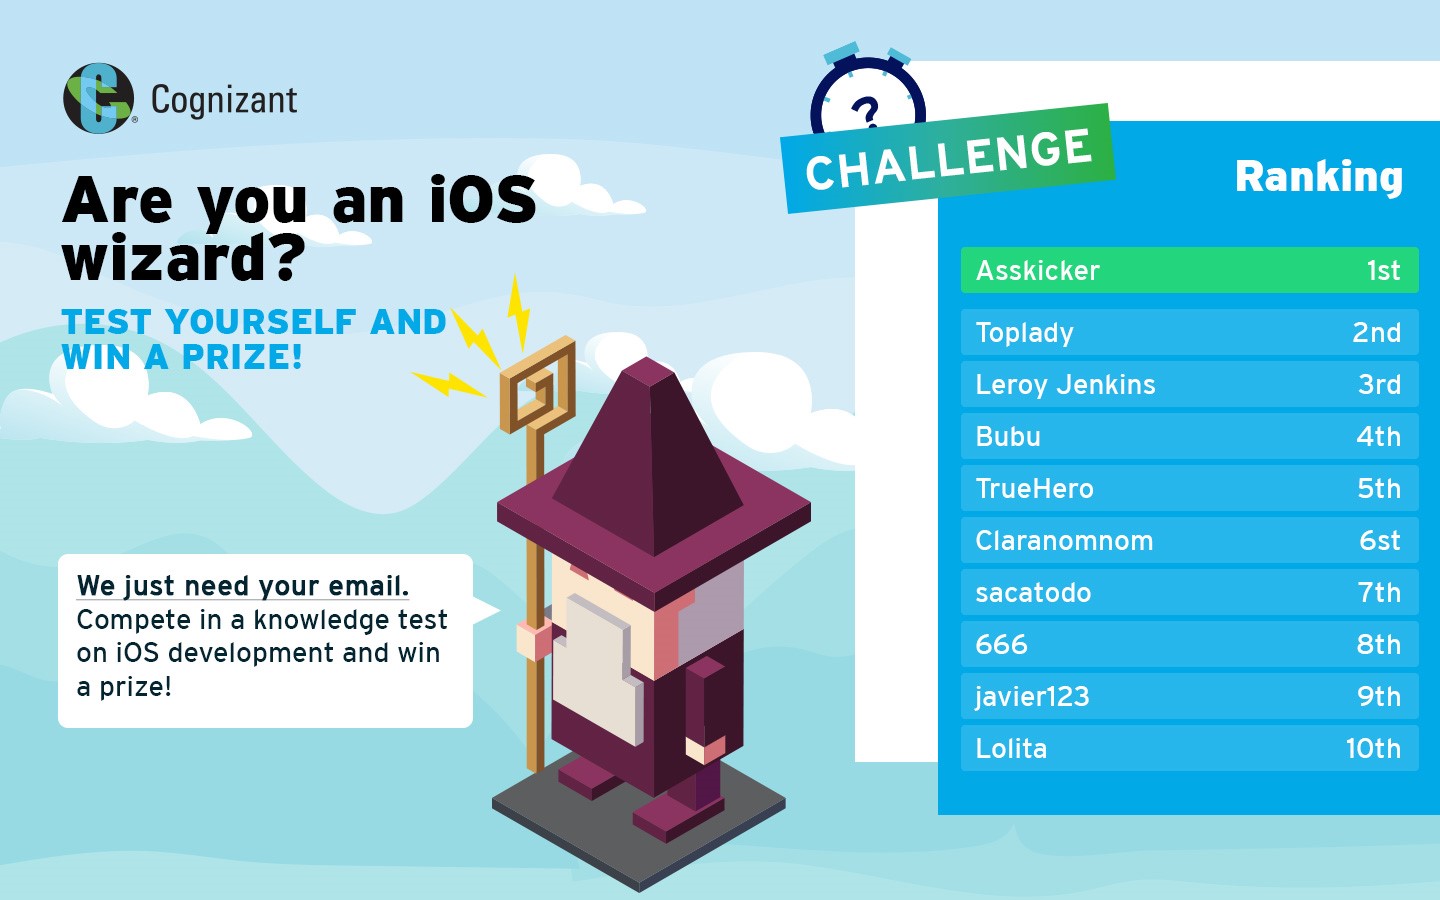 Cognizant
Are you an iOS
wizard?
TEST YOURSELF AND
WIN A PRIZE!
We just need your email.
Compete in a knowledge test
on iOS development and win
a prize!
?
CHALLENGE
Ranking
Asskicker 1st
Toplady 2nd
Leroy Jenkins 3rd
Bubu 4th
TrueHero 5th
Claranomnom 6st
sacatodo 7th
666 8th
javier123 9th
Lolita 10th